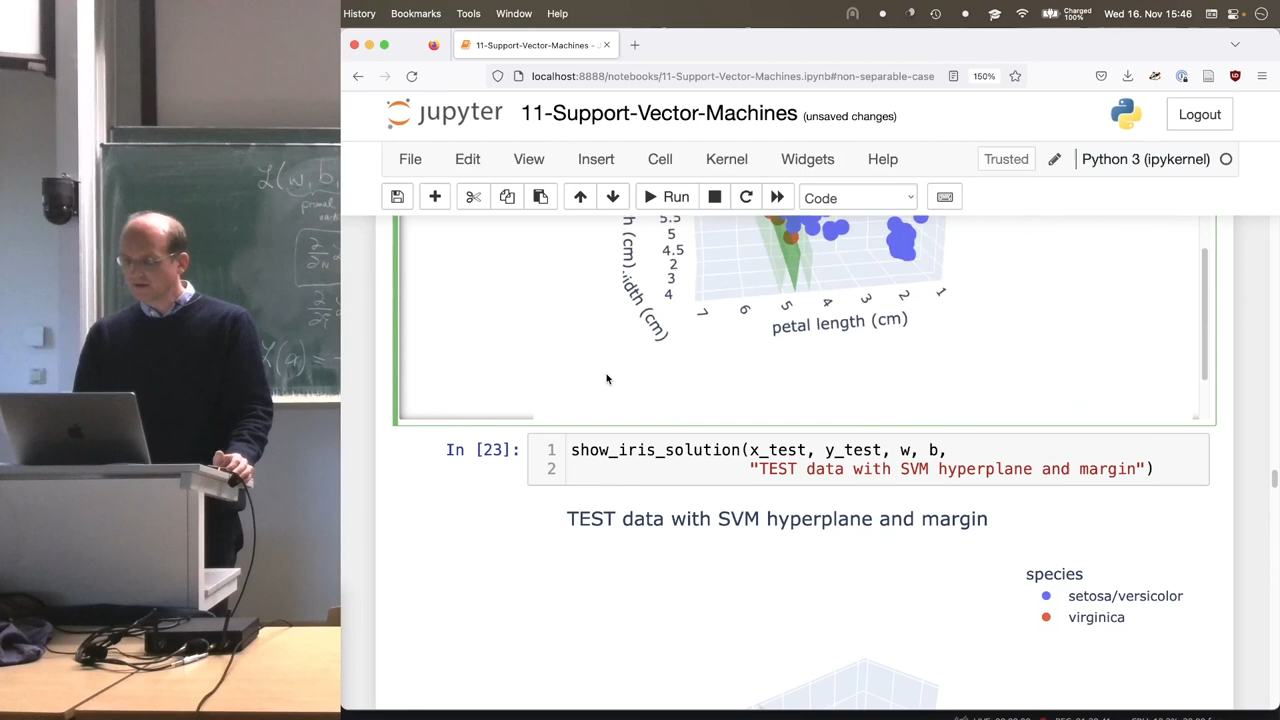 History Bookmarks Tools Window Help
Charged 100% Wed 16. Nov 15:46
11-Support-Vector-Machines -
localhost:8888/notebooks/11-Support-Vector-Machines.ipynb#non-separable-case 150%
jupyter 11-Support-Vector-Machines (unsaved changes) Logout
File Edit View Insert Cell Kernel Widgets Help Trusted Python 3 (ipykernel)
Run Code
5.5
5
4.5
2
3
4
7 6 5 4 3 2 1
petal length (cm)
In [23]: 1 show_iris_solution(x_test, y_test, w, b,
2 "TEST data with SVM hyperplane and margin")
TEST data with SVM hyperplane and margin
species
setosa/versicolor
virginica